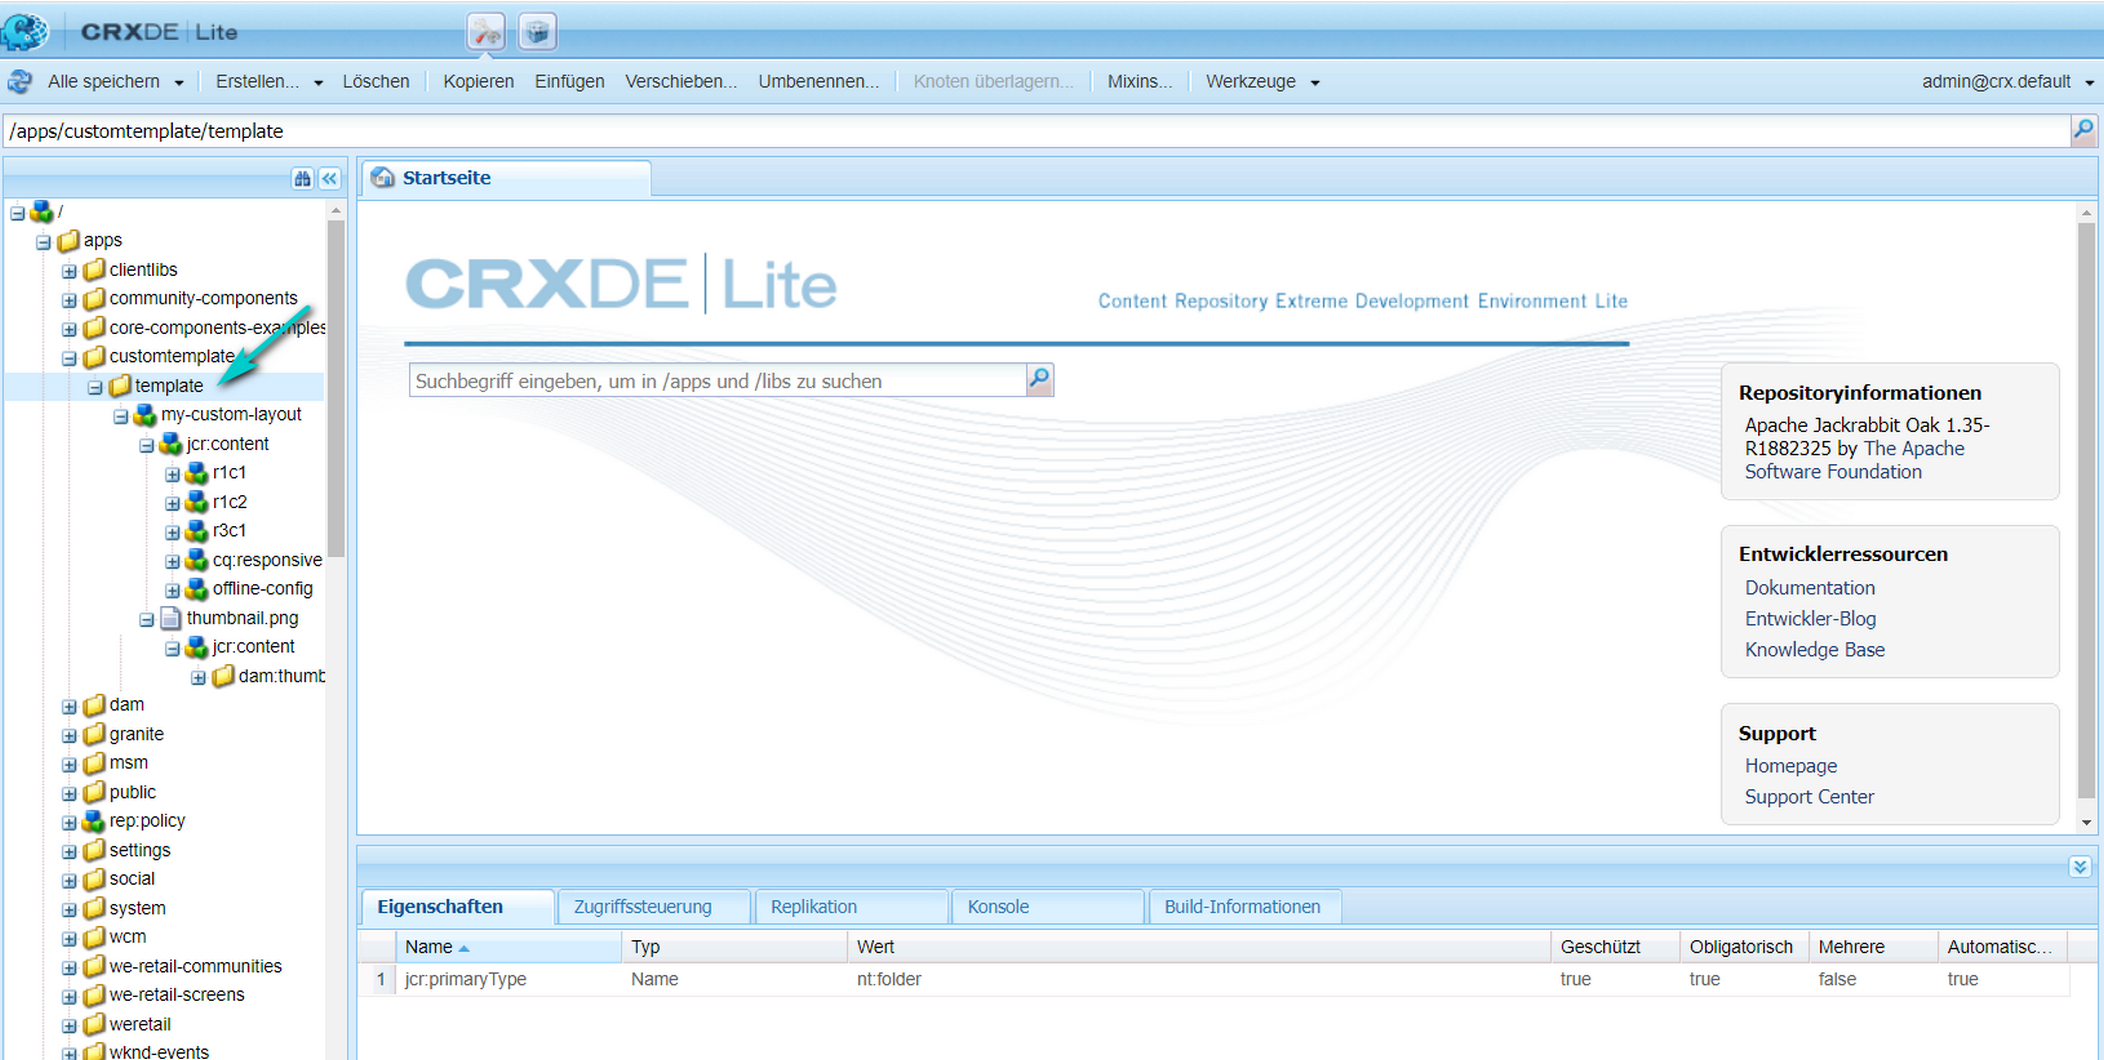 CRXDE Lite
Alle speichern Erstellen... Löschen Kopieren Einfügen Verschieben... Umbenennen... Knoten überlagern... Mixins... Werkzeuge admin@crx.default
/apps/customtemplate/template
/
apps
clientlibs
community-components
core-components-examples
customtemplate
template
my-custom-layout
jcr:content
r1c1
r1c2
r3c1
cq:responsive
offline-config
thumbnail.png
jcr:content
dam:thumb
dam
granite
msm
public
rep:policy
settings
social
system
wcm
we-retail-communities
we-retail-screens
weretail
wknd-events
Startseite
CRXDE Lite
Content Repository Extreme Development Environment Lite
Suchbegriff eingeben, um in /apps und /libs zu suchen
Repositoryinformationen
Apache Jackrabbit Oak 1.35-
R1882325 by The Apache
Software Foundation
Entwicklerressourcen
Dokumentation
Entwickler-Blog
Knowledge Base
Support
Homepage
Support Center
Eigenschaften Zugriffssteuerung Replikation Konsole Build-Informationen
Name Typ Wert Geschützt Obligatorisch Mehrere Automatisc...
1 jcr:primaryType Name nt:folder true true false true